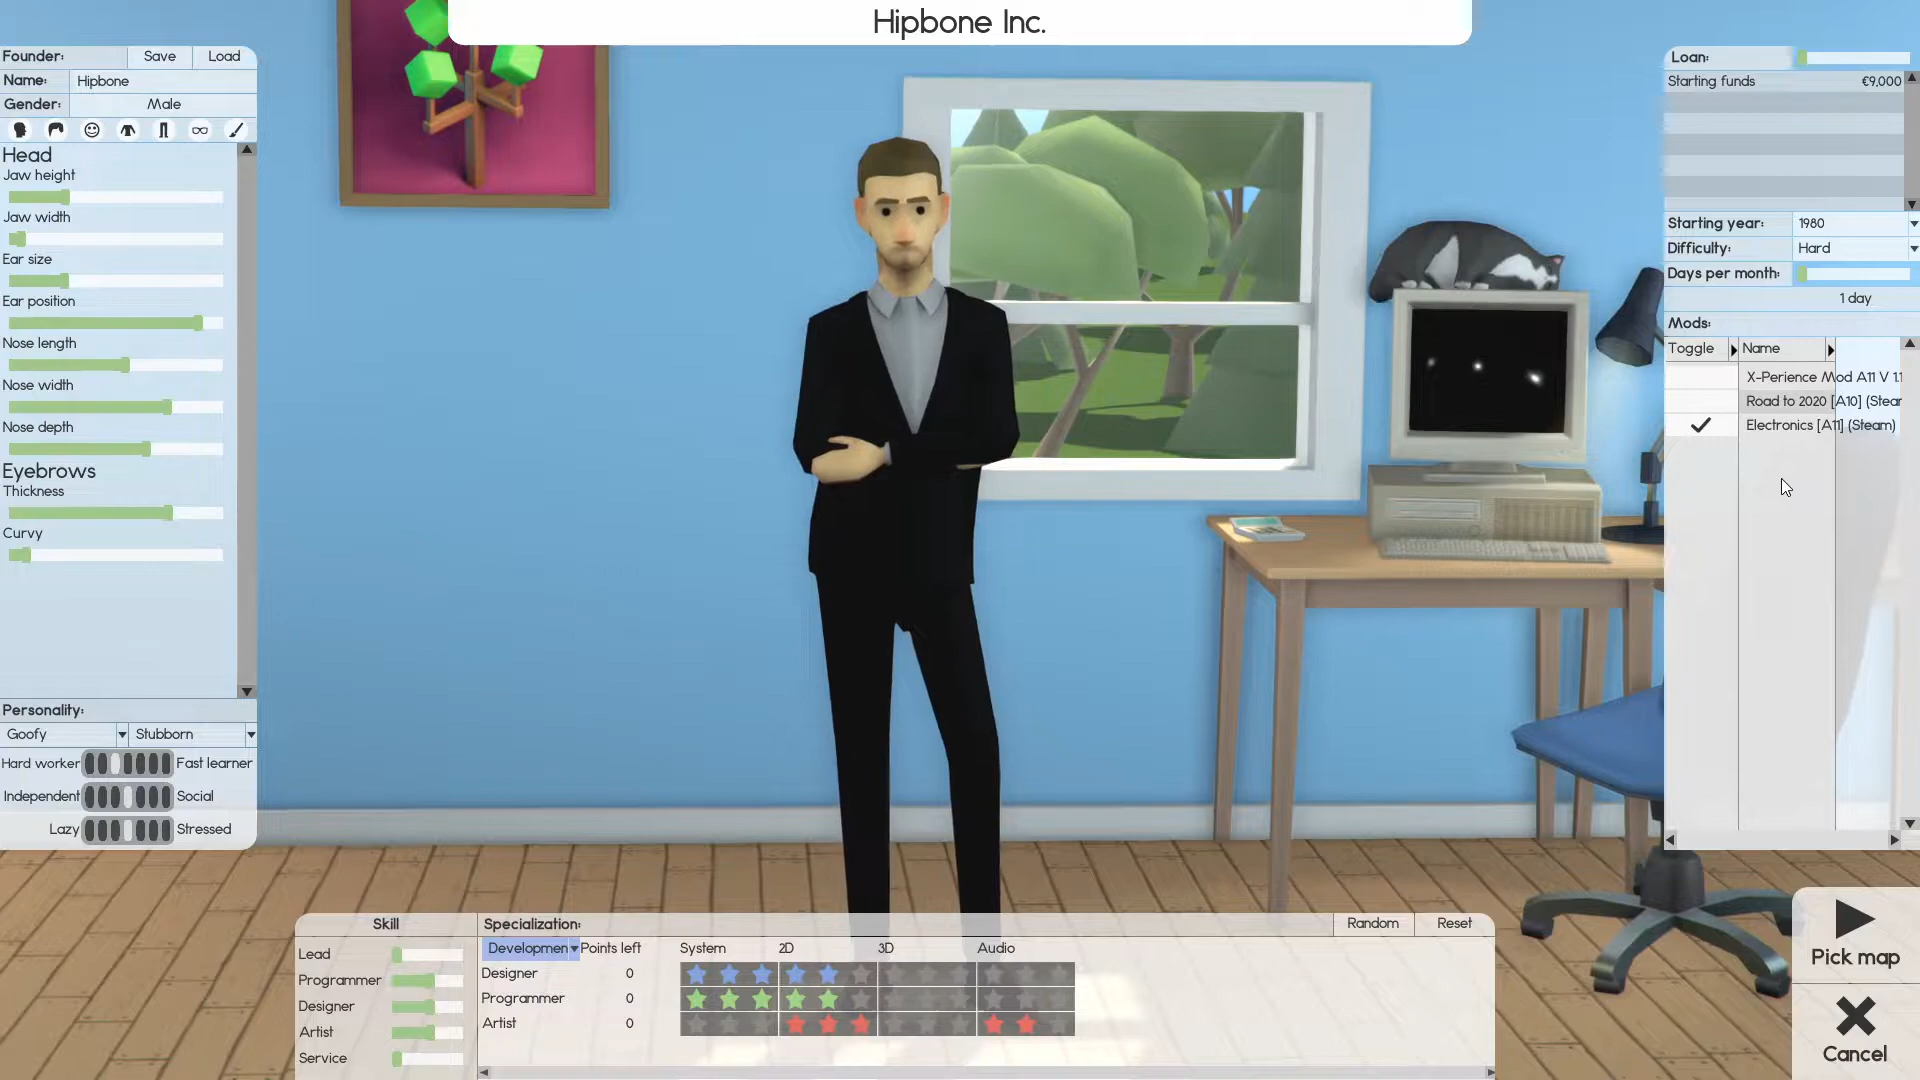 Hipbone Inc.
Founder: Save Load
Name: Hipbone
Gender: Male
Head
Jaw height
Jaw width
Ear size
Ear position
Nose length
Nose width
Nose depth
Eyebrows
Thickness
Curvy
Personality:
Goofy Stubborn
Hard worker Fast learner
Independent Social
Lazy Stressed
Loan:
Starting funds €9,000
Starting year: 1980
Difficulty: Hard
Days per month:
1 day
Mods:
Toggle Name
X-Perience Mod A11 V 1.1
Road to 2020 [A10] (Stear
Electronics [A11] (Steam)
Skill
Lead
Programmer
Designer
Artist
Service
Specialization: Random Reset
Developmen Points left System 2D 3D Audio
Designer 0
Programmer 0
Artist 0
Pick map
Cancel